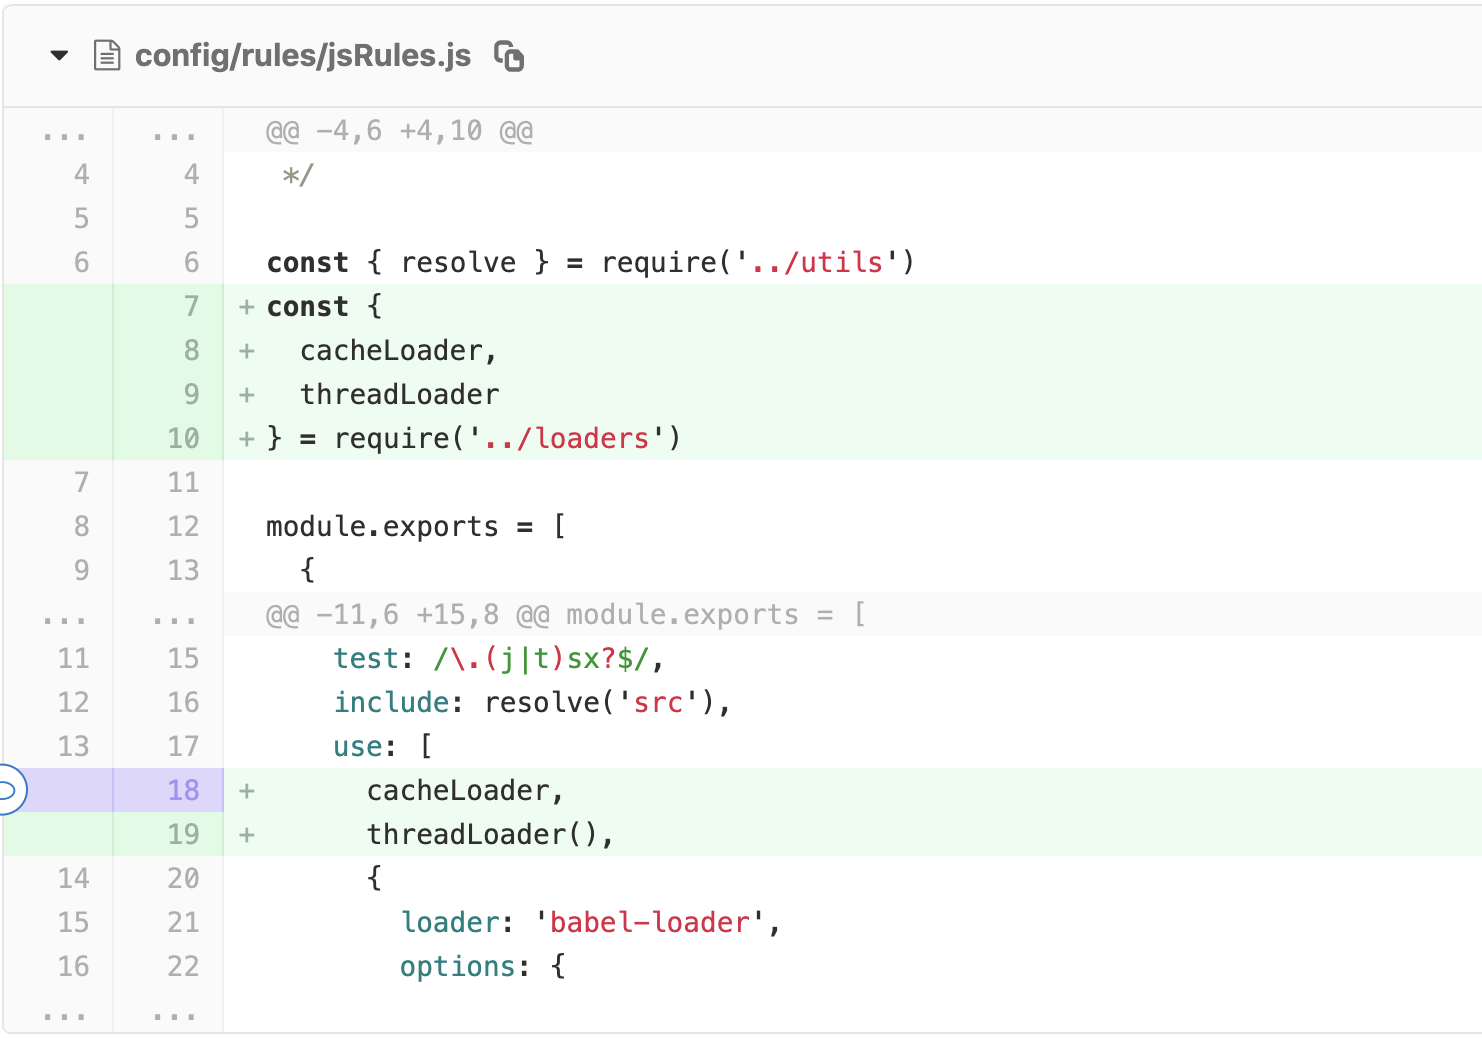 config/rules/jsRules.js
... ... @@ -4,6 +4,10 @@
4 4  */
5 5
6 6 const { resolve } = require('../utils')
7 + const {
8 +   cacheLoader,
9 +   threadLoader
10 + } = require('../loaders')
7 11
8 12 module.exports = [
9 13   {
... ... @@ -11,6 +15,8 @@ module.exports = [
11 15     test: /\.(j|t)sx?$/,
12 16     include: resolve('src'),
13 17     use: [
18 +       cacheLoader,
19 +       threadLoader(),
14 20       {
15 21         loader: 'babel-loader',
16 22         options: {
... ...